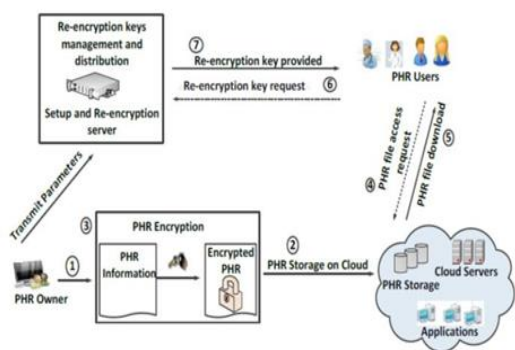 Re-encryption keys
management and
distribution
Setup and Re-encryption
server
⑦
Re-encryption key provided
Re-encryption key request
⑥
PHR Users
Transmit Parameters
④
PHR file access
request
PHR file download
⑤
③
PHR Encryption
PHR
Information
Encrypted
PHR
①
PHR Owner
②
PHR Storage on Cloud
Cloud Servers
PHR Storage
Applications